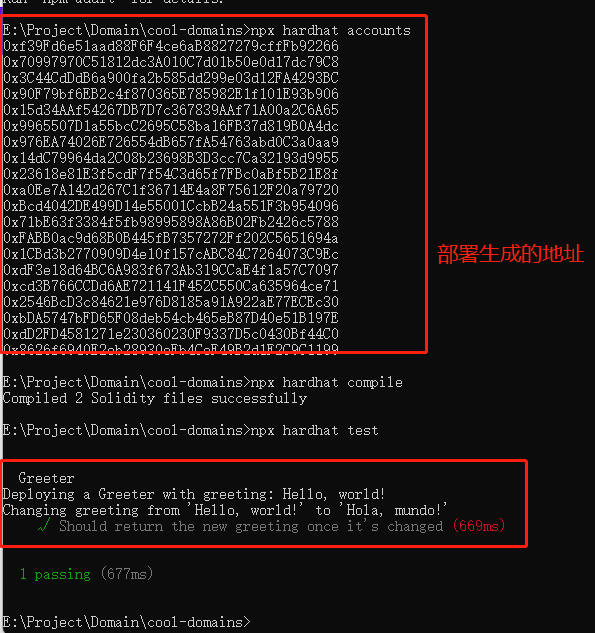 Run `npm audit` for details.
E:\Project\Domain\cool-domains>npx hardhat accounts
0xf39Fd6e51aad88F6F4ce6aB8827279cffFb92266
0x70997970C51812dc3A010C7d01b50e0d17dc79C8
0x3C44CdDdB6a900fa2b585dd299e03d12FA4293BC
0x90F79bf6EB2c4f870365E785982E1f101E93b906
0x15d34AAf54267DB7D7c367839AAf71A00a2C6A65
0x9965507D1a55bcC2695C58ba16FB37d819B0A4dc
0x976EA74026E726554dB657fA54763abd0C3a0aa9
0x14dC79964da2C08b23698B3D3cc7Ca32193d9955
0x23618e81E3f5cdF7f54C3d65f7FBc0aBf5B21E8f
0xa0Ee7A142d267C1f36714E4a8F75612F20a79720
0xBcd4042DE499D14e55001CcbB24a551F3b954096
0x71bE63f3384f5fb98995898A86B02Fb2426c5788
0xFABB0ac9d68B0B445fB7357272Ff202C5651694a
0x1CBd3b2770909D4e10f157cABC84C7264073C9Ec
部署生成的地址
0xdF3e18d64BC6A983f673Ab319CCaE4f1a57C7097
0xcd3B766CCDd6AE721141F452C550Ca635964ce71
0x2546BcD3c84621e976D8185a91A922aE77ECEc30
0xbDA5747bFD65F08deb54cb465eB87D40e51B197E
0xdD2FD4581271e230360230F9337D5c0430Bf44C0
0x8626f6940E2eb28930eFb4CeF49B2d1F2C9C1199
E:\Project\Domain\cool-domains>npx hardhat compile
Compiled 2 Solidity files successfully
E:\Project\Domain\cool-domains>npx hardhat test
Greeter
Deploying a Greeter with greeting: Hello, world!
Changing greeting from 'Hello, world!' to 'Hola, mundo!'
√ Should return the new greeting once it's changed (669ms)
1 passing (677ms)
E:\Project\Domain\cool-domains>